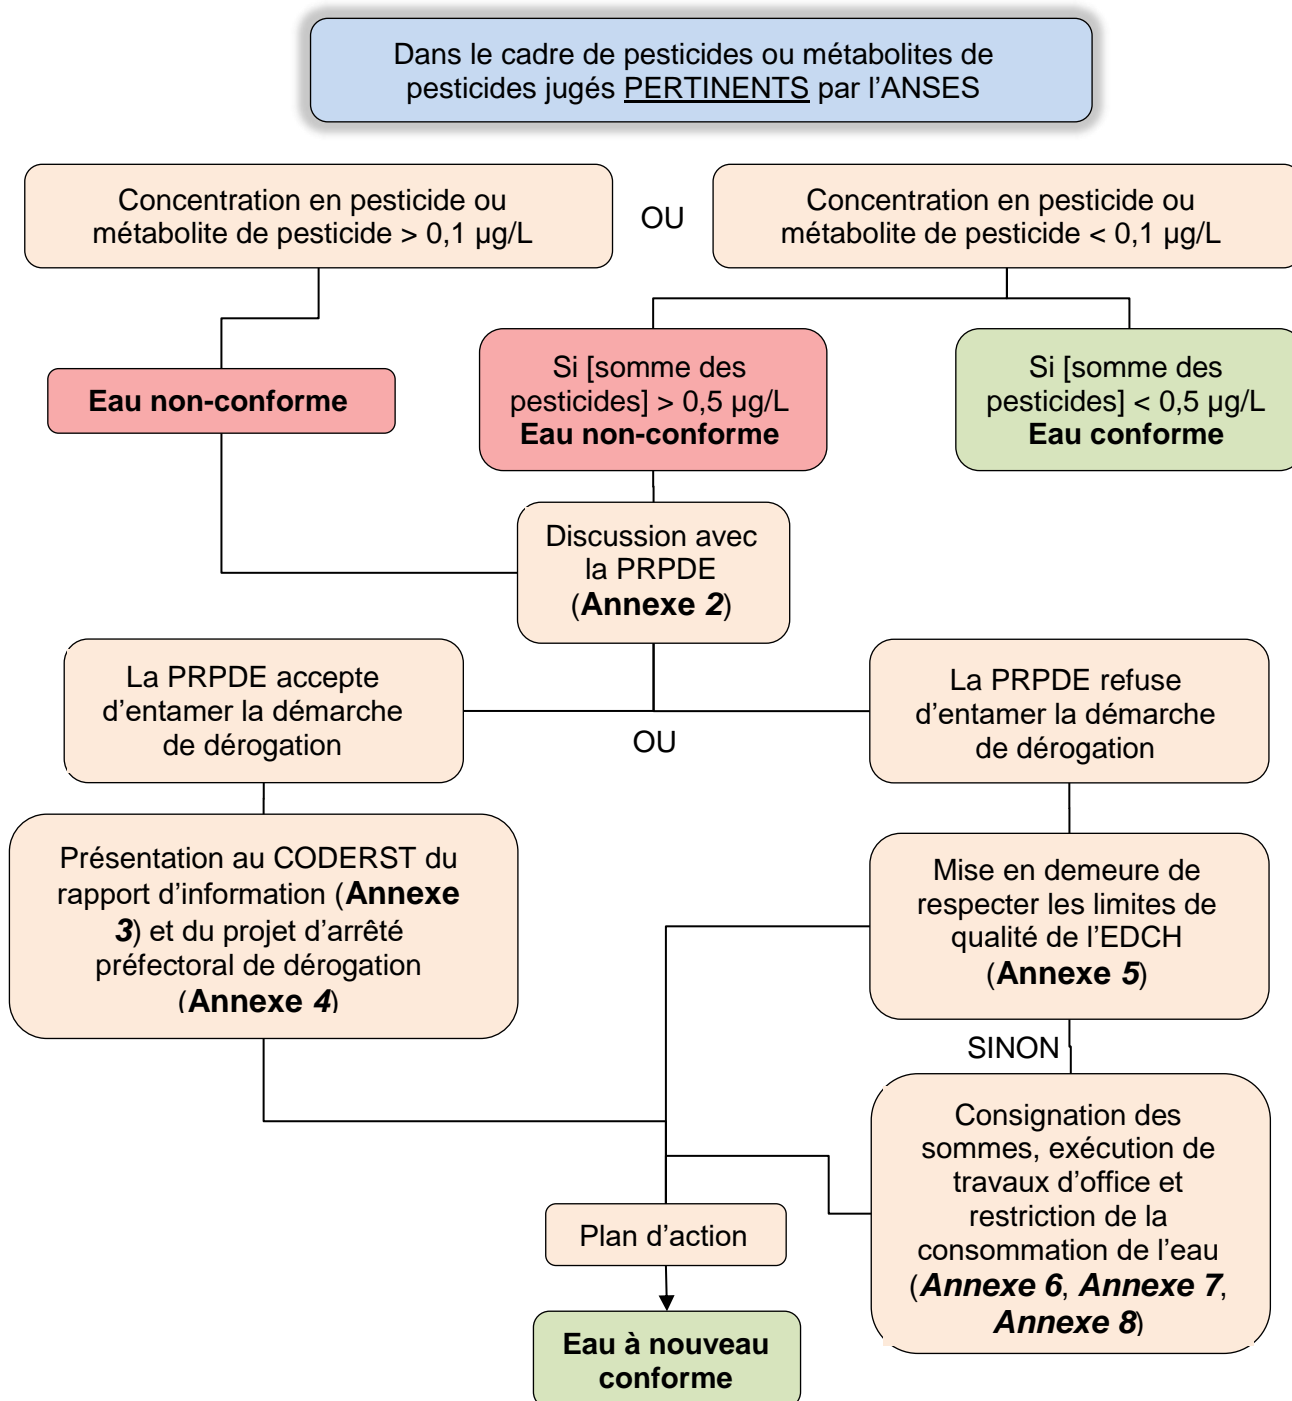 Dans le cadre de pesticides ou métabolites de
pesticides jugés PERTINENTS par l'ANSES
Concentration en pesticide ou
métabolite de pesticide > 0,1 µg/L
OU
Concentration en pesticide ou
métabolite de pesticide < 0,1 µg/L
Eau non-conforme
Si [somme des
pesticides] > 0,5 µg/L
Eau non-conforme
Si [somme des
pesticides] < 0,5 µg/L
Eau conforme
Discussion avec
la PRPDE
(Annexe 2)
La PRPDE accepte
d'entamer la démarche
de dérogation
OU
La PRPDE refuse
d'entamer la démarche
de dérogation
Présentation au CODERST du
rapport d'information (Annexe
3) et du projet d'arrêté
préfectoral de dérogation
(Annexe 4)
Mise en demeure de
respecter les limites de
qualité de l'EDCH
(Annexe 5)
SINON
Consignation des
sommes, exécution de
travaux d'office et
restriction de la
consommation de l'eau
(Annexe 6, Annexe 7,
Annexe 8)
Plan d'action
Eau à nouveau
conforme